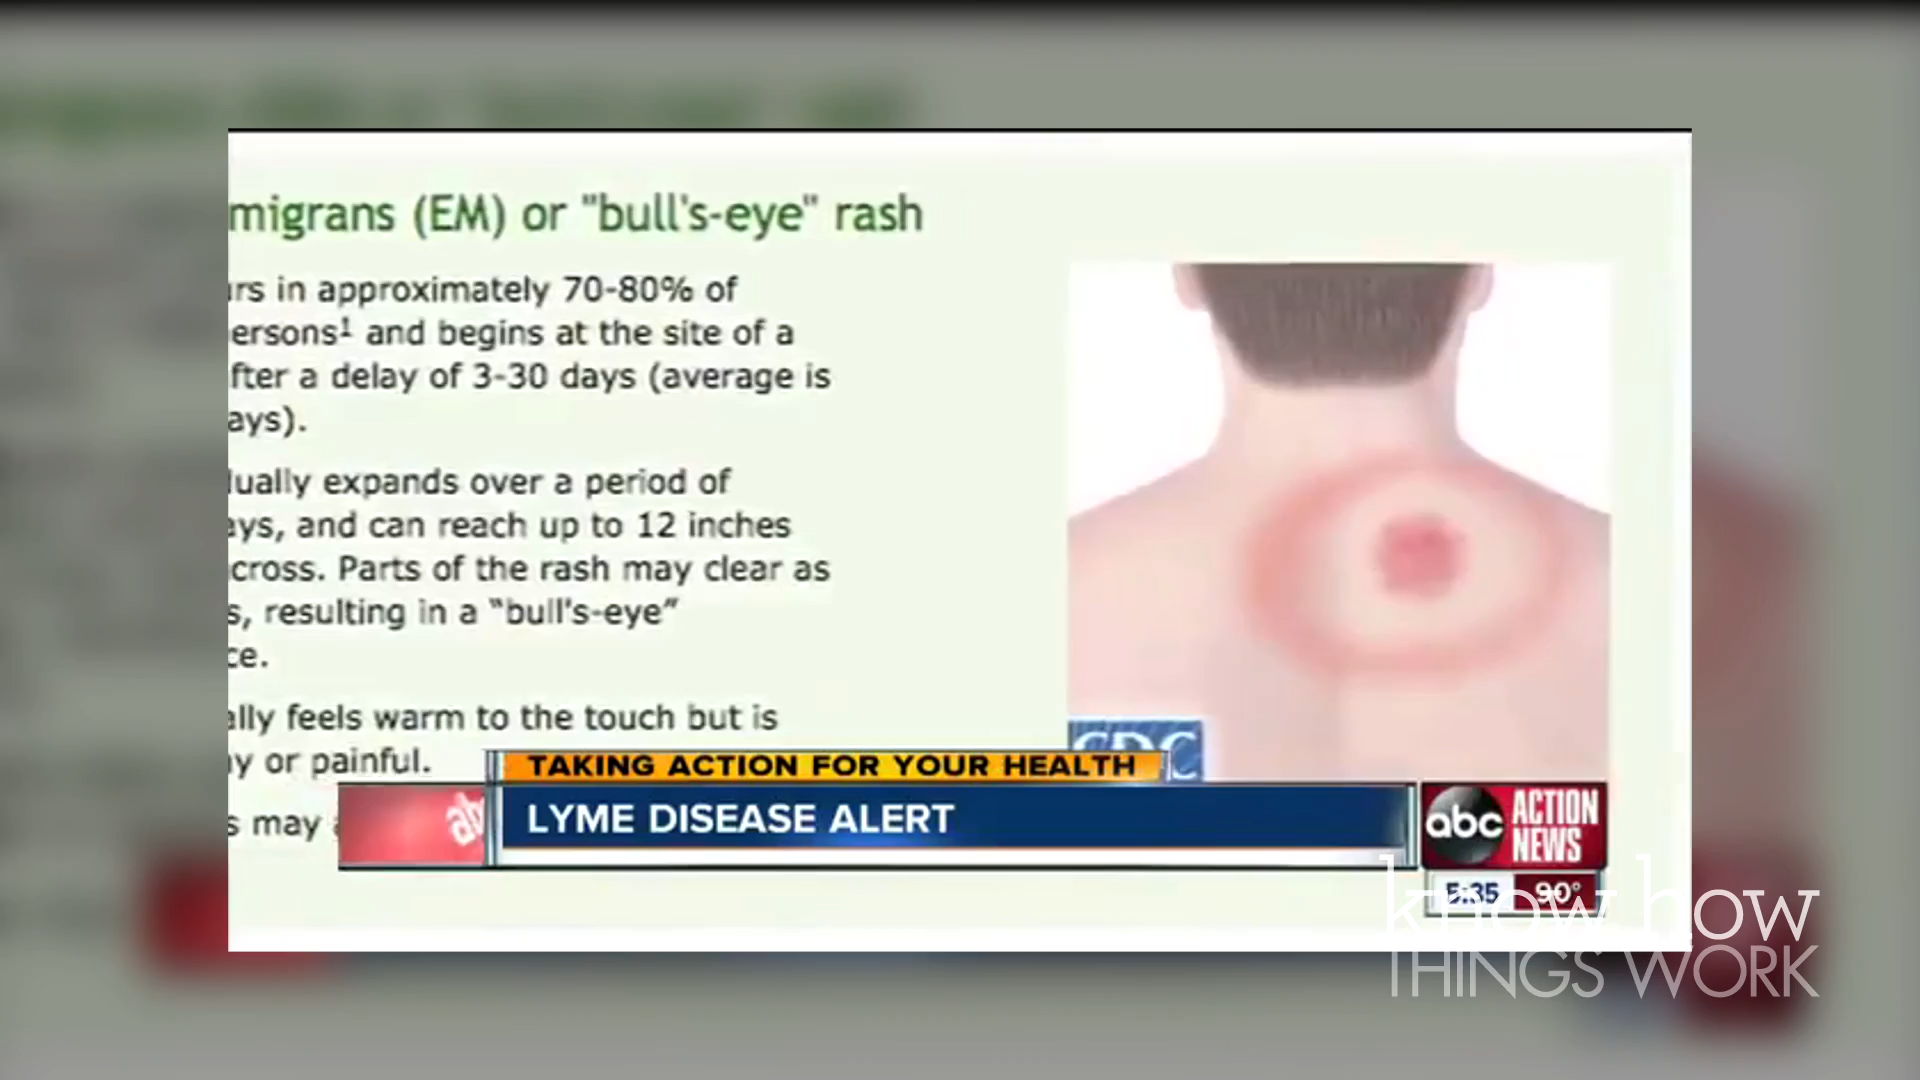 migrans (EM) or "bull's-eye" rash
urs in approximately 70-80% of
ersons¹ and begins at the site of a
fter a delay of 3-30 days (average is
ays).
dually expands over a period of
ays, and can reach up to 12 inches
cross. Parts of the rash may clear as
s, resulting in a “bull's-eye”
ce.
ally feels warm to the touch but is
y or painful.
s may
CDC
TAKING ACTION FOR YOUR HEALTH
LYME DISEASE ALERT
abc ACTION
NEWS
5:35 90°
know how
THINGS WORK